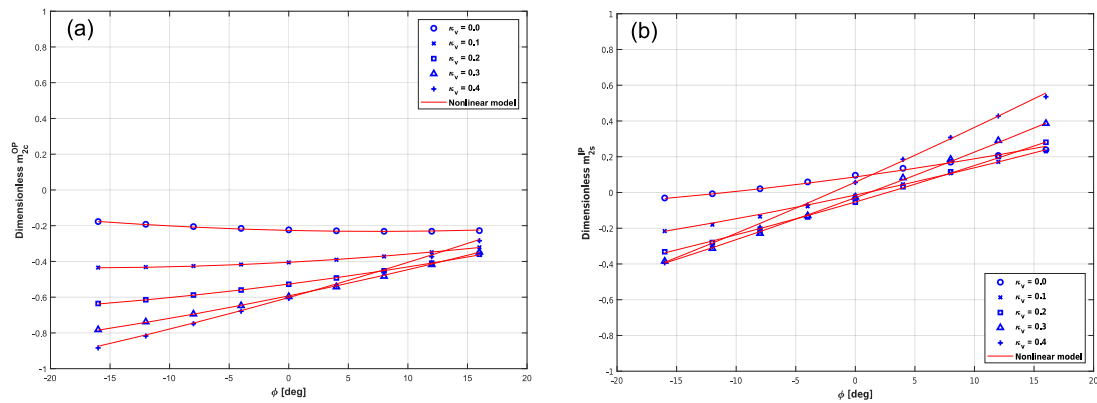 (a)
Dimensionless m₂c^OP
1
0.8
0.6
0.4
0.2
0
-0.2
-0.4
-0.6
-0.8
-1
-20 -15 -10 -5 0 5 10 15 20
ϕ [deg]
κᵥ = 0.0
κᵥ = 0.1
κᵥ = 0.2
κᵥ = 0.3
κᵥ = 0.4
Nonlinear model
(b)
Dimensionless m₂s^IP
1
0.8
0.6
0.4
0.2
0
-0.2
-0.4
-0.6
-0.8
-1
-20 -15 -10 -5 0 5 10 15 20
ϕ [deg]
κᵥ = 0.0
κᵥ = 0.1
κᵥ = 0.2
κᵥ = 0.3
κᵥ = 0.4
Nonlinear model